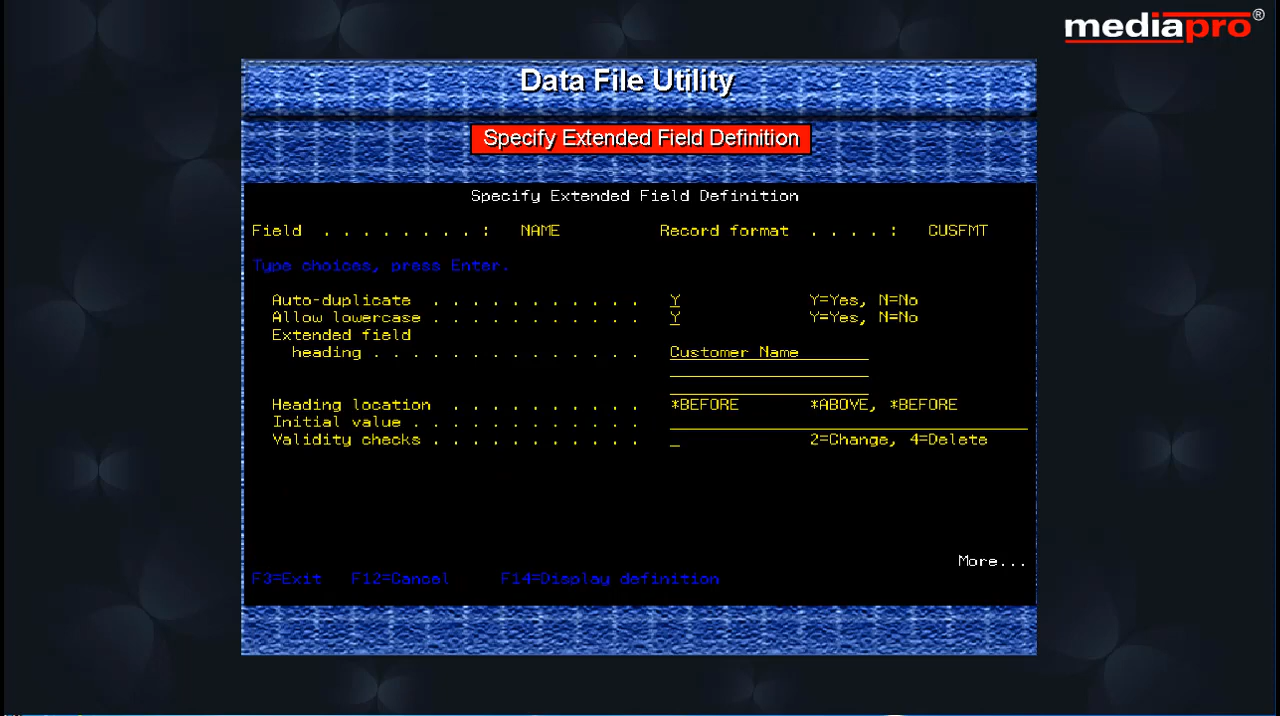 mediapro®
Data File Utility
Specify Extended Field Definition
Specify Extended Field Definition
Field . . . . . . . . : NAME Record format . . . . : CUSFMT
Type choices, press Enter.
Auto-duplicate . . . . . . . . . . . Y Y=Yes, N=No
Allow lowercase . . . . . . . . . . . Y Y=Yes, N=No
Extended field
heading . . . . . . . . . . . . . . Customer Name
Heading location . . . . . . . . . . *BEFORE *ABOVE, *BEFORE
Initial value . . . . . . . . . . . .
Validity checks . . . . . . . . . . . _ 2=Change, 4=Delete
More...
F3=Exit F12=Cancel F14=Display definition